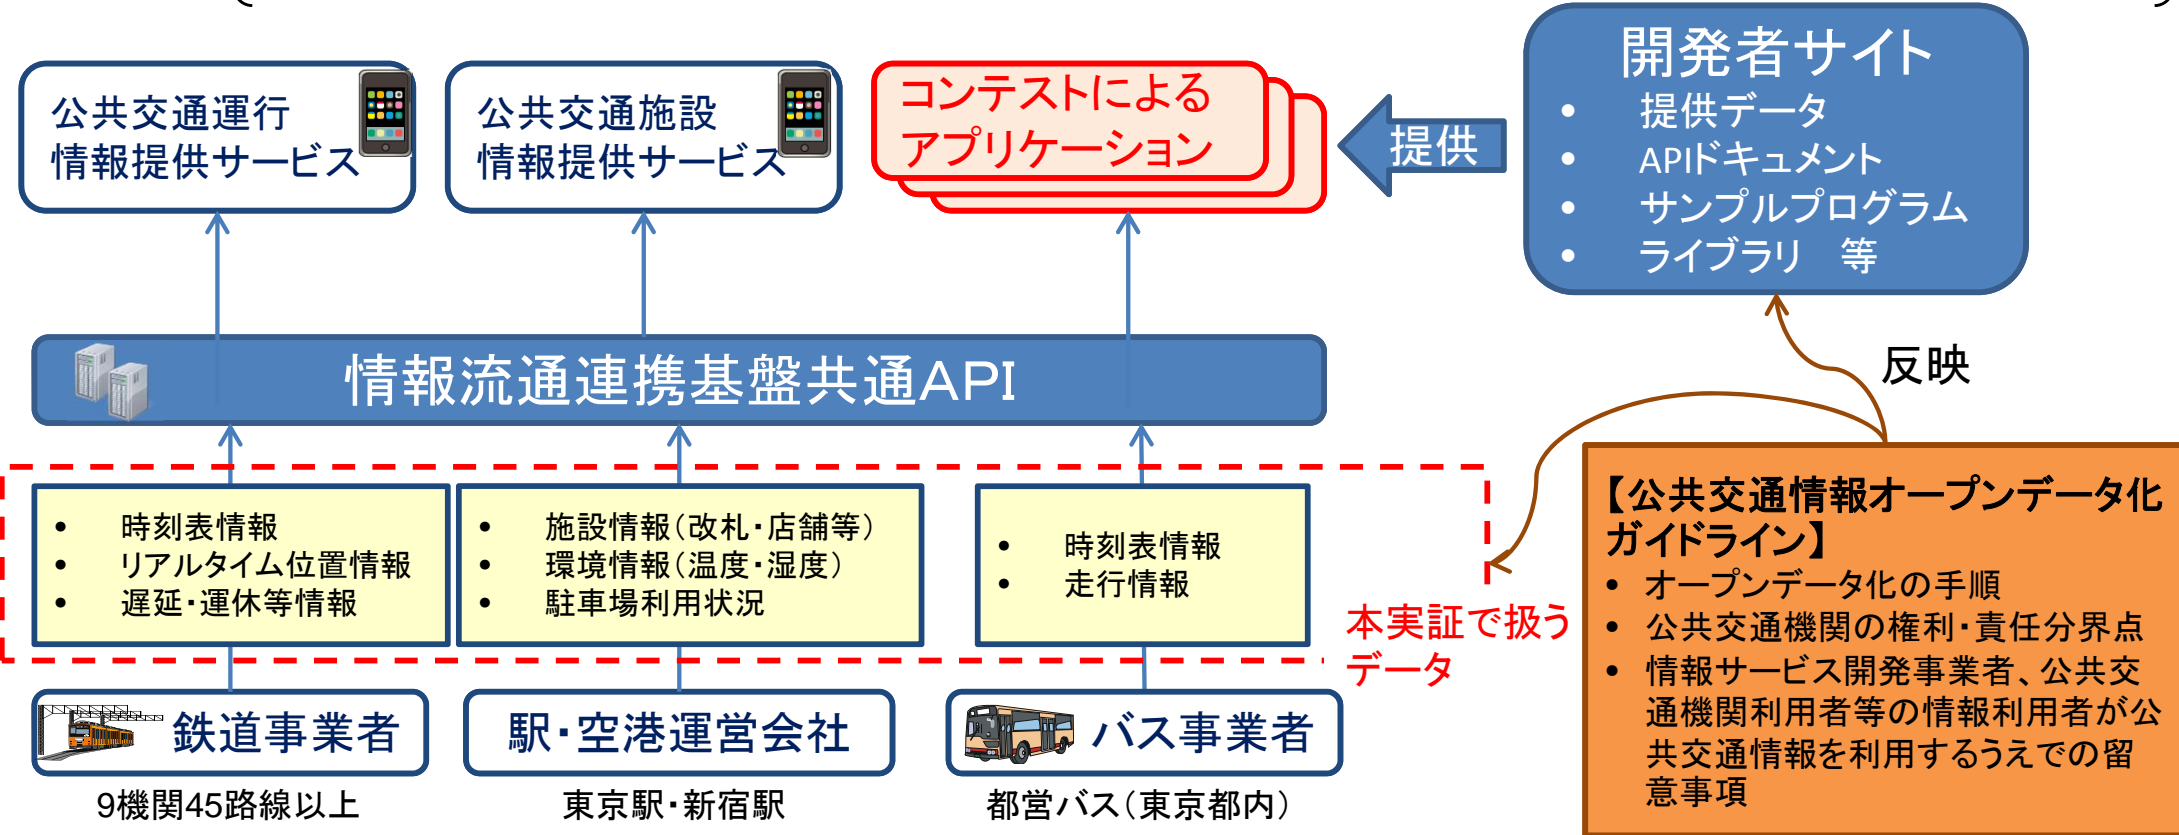 公共交通運行
情報提供サービス
公共交通施設
情報提供サービス
コンテストによる
アプリケーション
提供
開発者サイト
• 提供データ
• APIドキュメント
• サンプルプログラム
• ライブラリ　等
情報流通連携基盤共通API
反映
• 時刻表情報
• リアルタイム位置情報
• 遅延・運休等情報
• 施設情報（改札・店舗等）
• 環境情報（温度・湿度）
• 駐車場利用状況
• 時刻表情報
• 走行情報
本実証で扱う
データ
【公共交通情報オープンデータ化
ガイドライン】
• オープンデータ化の手順
• 公共交通機関の権利・責任分界点
• 情報サービス開発事業者、公共交
通機関利用者等の情報利用者が公
共交通情報を利用するうえでの留
意事項
鉄道事業者
駅・空港運営会社
バス事業者
9機関45路線以上
東京駅・新宿駅
都営バス（東京都内）